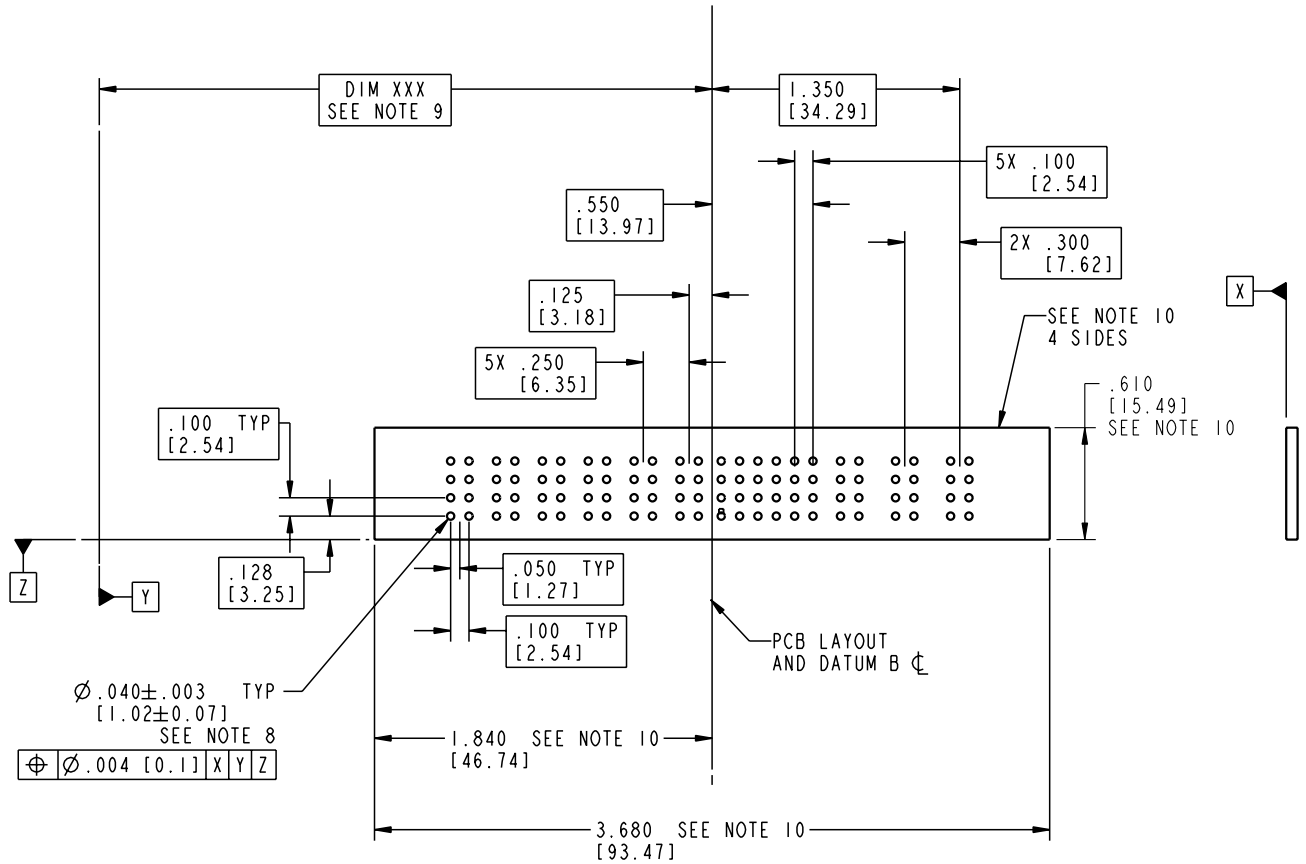 DIM XXX
SEE NOTE 9
1.350
[34.29]
5X .100
[2.54]
.550
[13.97]
2X .300
[7.62]
.125
[3.18]
X
SEE NOTE 10
4 SIDES
5X .250
[6.35]
.610
[15.49]
SEE NOTE 10
.100 TYP
[2.54]
.128
[3.25]
Z
Y
.050 TYP
[1.27]
.100 TYP
[2.54]
PCB LAYOUT
AND DATUM B ℄
Ø.040±.003 TYP
[1.02±0.07]
SEE NOTE 8
⌖ Ø.004 [0.1] X Y Z
1.840 SEE NOTE 10
[46.74]
3.680 SEE NOTE 10
[93.47]